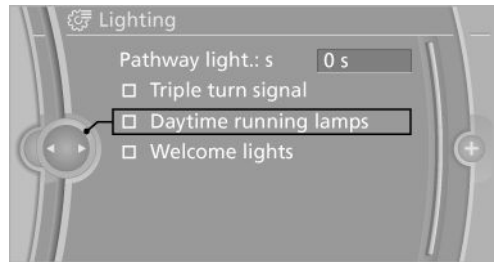 Lighting
Pathway light.: s 0 s
Triple turn signal
Daytime running lamps
Welcome lights